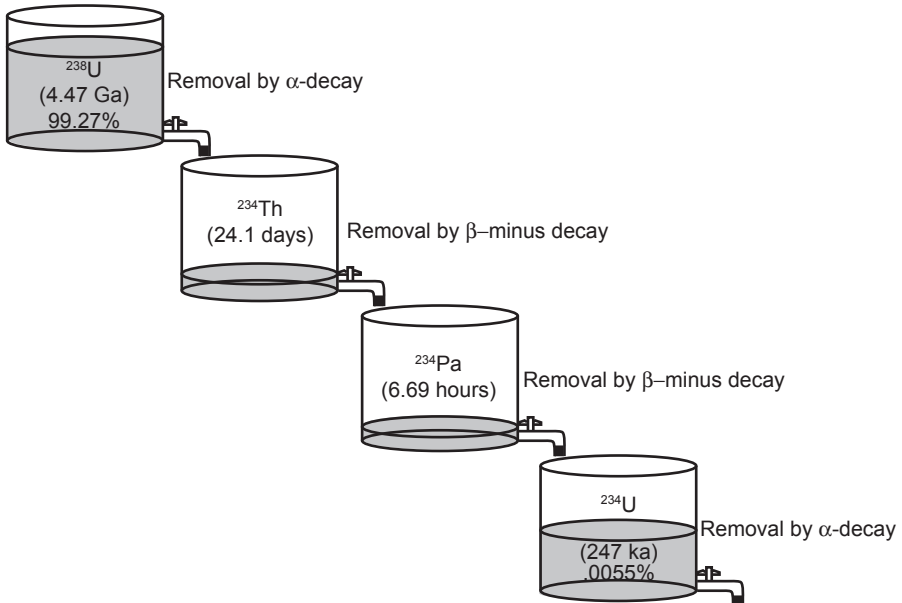 ²³⁸U
(4.47 Ga)
99.27%
Removal by α-decay
²³⁴Th
(24.1 days)
Removal by β–minus decay
²³⁴Pa
(6.69 hours)
Removal by β–minus decay
²³⁴U
(247 ka)
.0055%
Removal by α-decay